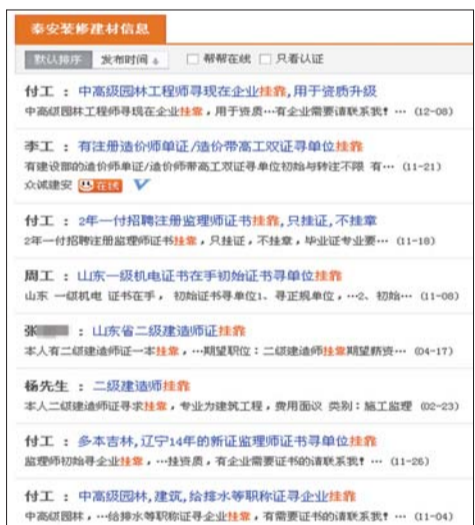 泰安装修建材信息
默认排序 发布时间 帮帮在线 只看认证
付工 : 中高级园林工程师寻现在企业挂靠,用于资质升级
中高级园林工程师寻现在企业挂靠，用于资质…有企业需要请联系我! … (12-08)
李工 : 有注册造价师单证/造价带高工双证寻单位挂靠
有建设部的造价师单证/造价师带高工双证寻单位初始与转注不限 有… (11-21)
众诚建安 在线
付工 : 2年一付招聘注册监理师证书挂靠,只挂证,不挂章
2年一付招聘注册监理师证书挂靠，只挂证，不挂章，毕业证专业要… (11-18)
周工 : 山东一级机电证书在手初始证书寻单位挂靠
山东 一级机电 证书在手， 初始证书寻单位1、寻正规单位，…2、初始… (11-08)
张 : 山东省二级建造师证挂靠
本人有二级建造师证一本挂靠，…期望职位：二级建造师挂靠期望薪资… (04-17)
杨先生 : 二级建造师挂靠
本人二级建造师证寻求挂靠，专业为建筑工程，费用面议 类别：施工监理 (02-23)
付工 : 多本吉林,辽宁14年的新证监理师证书寻单位挂靠
监理师初始寻企业挂靠，…挂资质，有企业需要证书的请联系我! … (11-26)
付工 : 中高级园林,建筑,给排水等职称证寻企业挂靠
中高级园林，…给排水等职称证寻企业挂靠，有需要证书的请联系我! … (11-04)